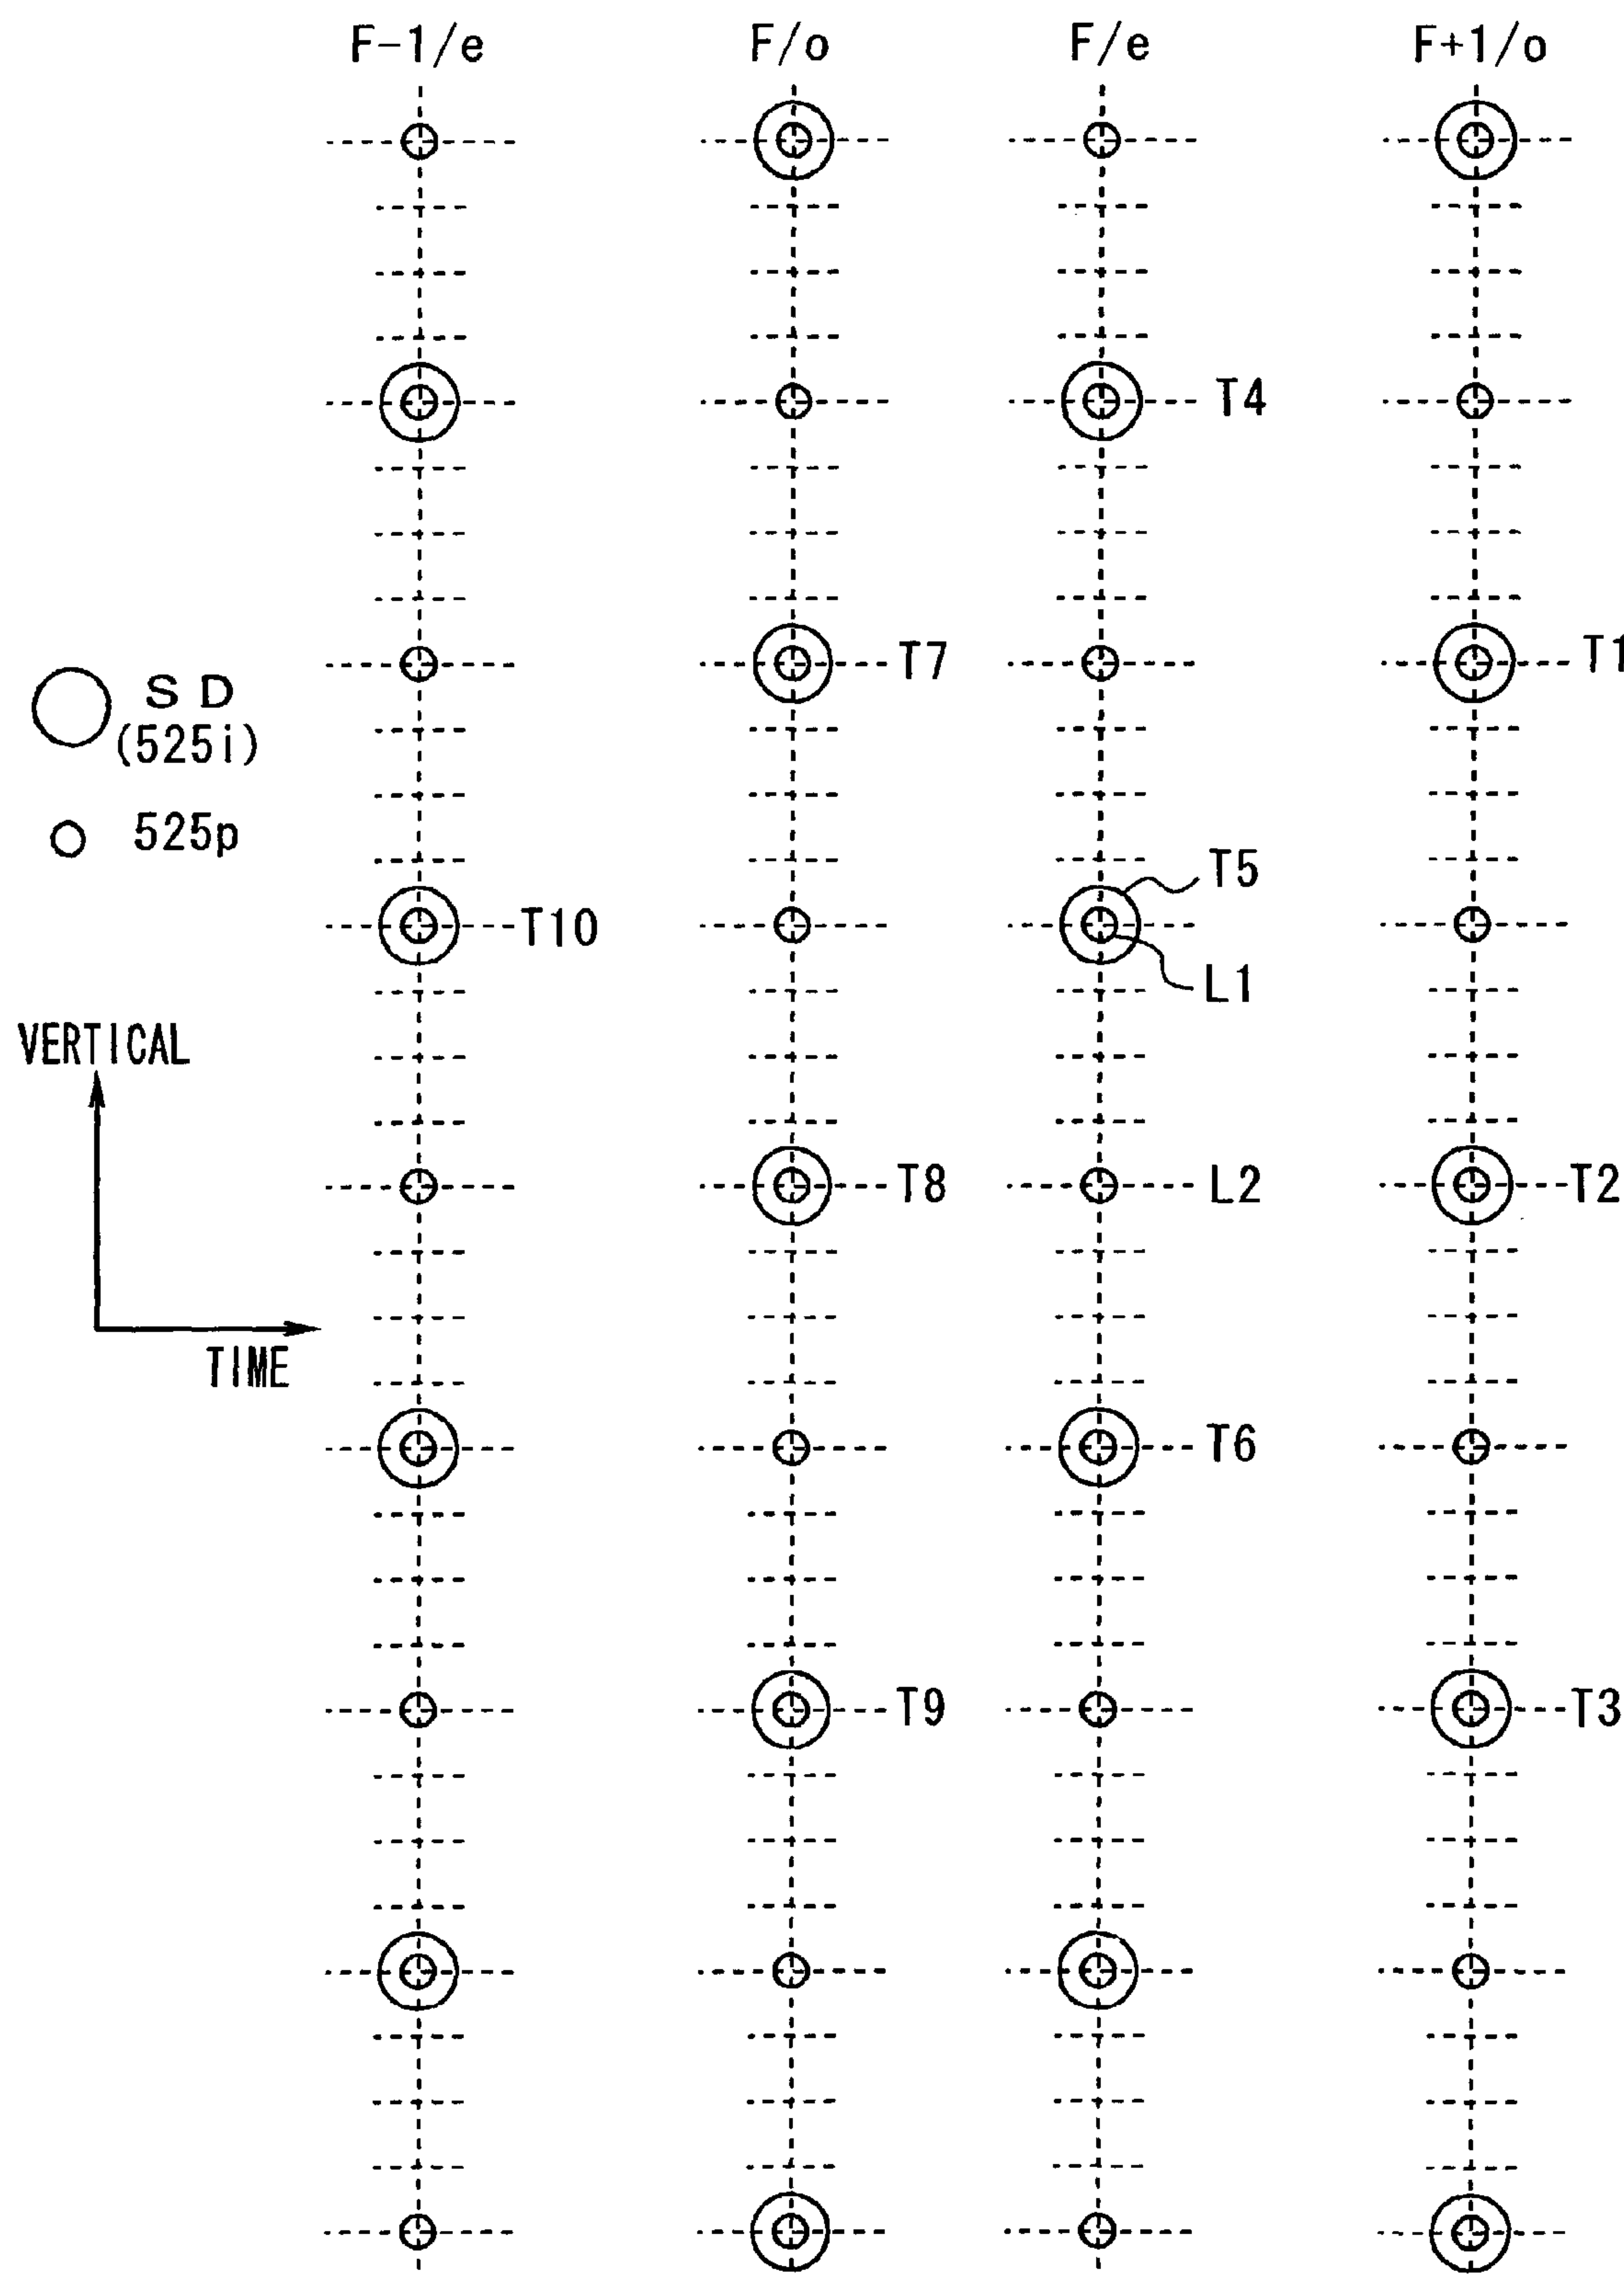 F-1/e F/o F/e F+1/o
T4
T7 T1
SD
(525i)
525p
T5
T10
L1
VERTICAL
T8 L2 T2
TIME
T6
T9 T3